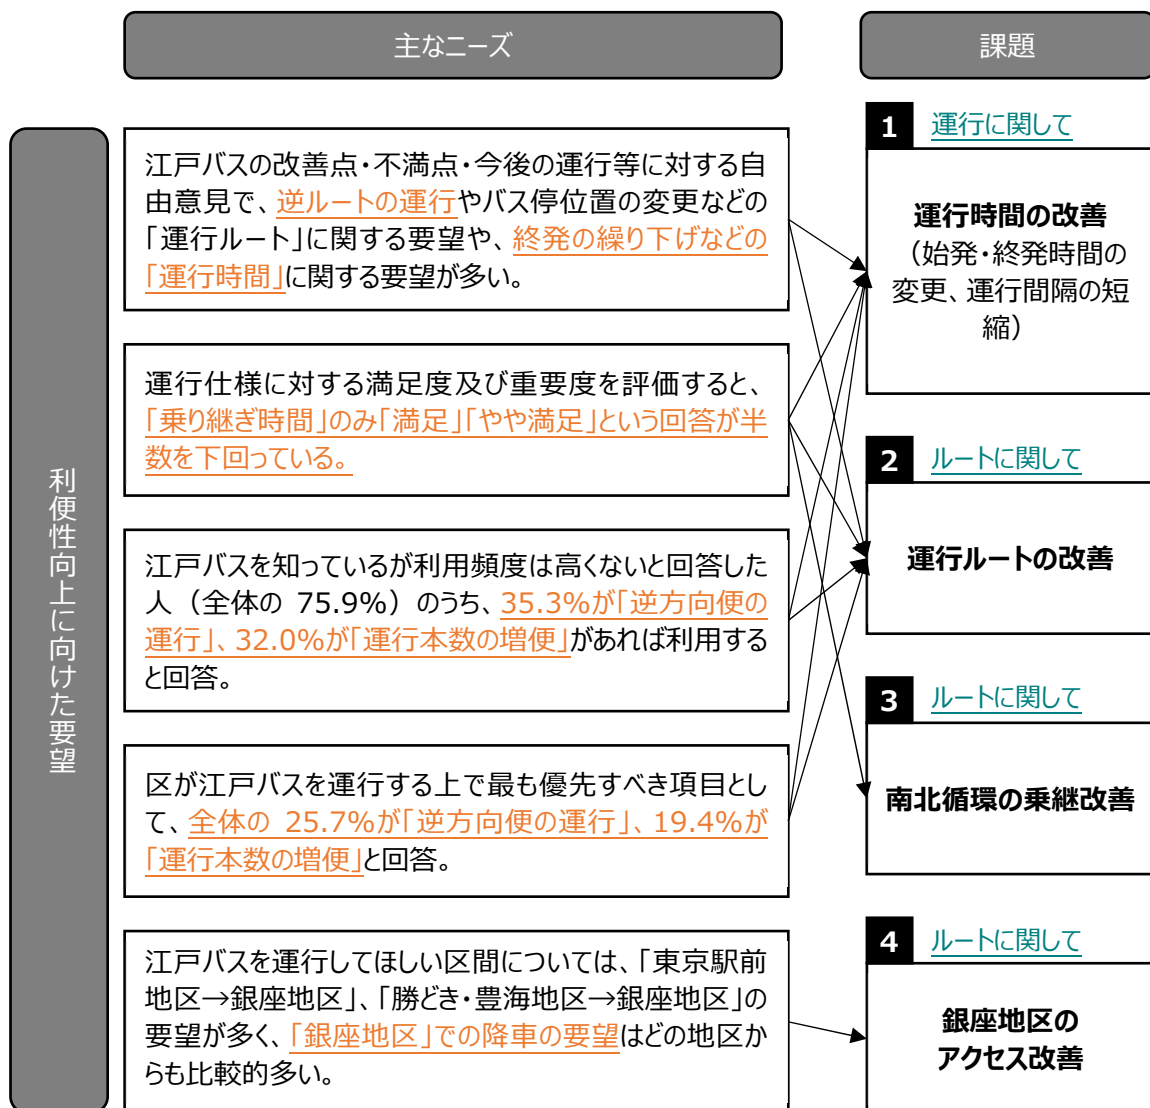 主なニーズ
課題
利便性向上に向けた要望
江戸バスの改善点・不満点・今後の運行等に対する自
由意見で、逆ルートの運行やバス停位置の変更などの
「運行ルート」に関する要望や、終発の繰り下げなどの
「運行時間」に関する要望が多い。
運行仕様に対する満足度及び重要度を評価すると、
「乗り継ぎ時間」のみ「満足」「やや満足」という回答が半
数を下回っている。
江戸バスを知っているが利用頻度は高くないと回答した
人（全体の 75.9%）のうち、35.3%が「逆方向便の
運行」、32.0%が「運行本数の増便」があれば利用する
と回答。
区が江戸バスを運行する上で最も優先すべき項目とし
て、全体の 25.7%が「逆方向便の運行」、19.4%が
「運行本数の増便」と回答。
江戸バスを運行してほしい区間については、「東京駅前
地区→銀座地区」、「勝どき・豊海地区→銀座地区」の
要望が多く、「銀座地区」での降車の要望はどの地区か
らも比較的多い。
1 運行に関して
運行時間の改善
（始発・終発時間の
変更、運行間隔の短
縮）
2 ルートに関して
運行ルートの改善
3 ルートに関して
南北循環の乗継改善
4 ルートに関して
銀座地区の
アクセス改善